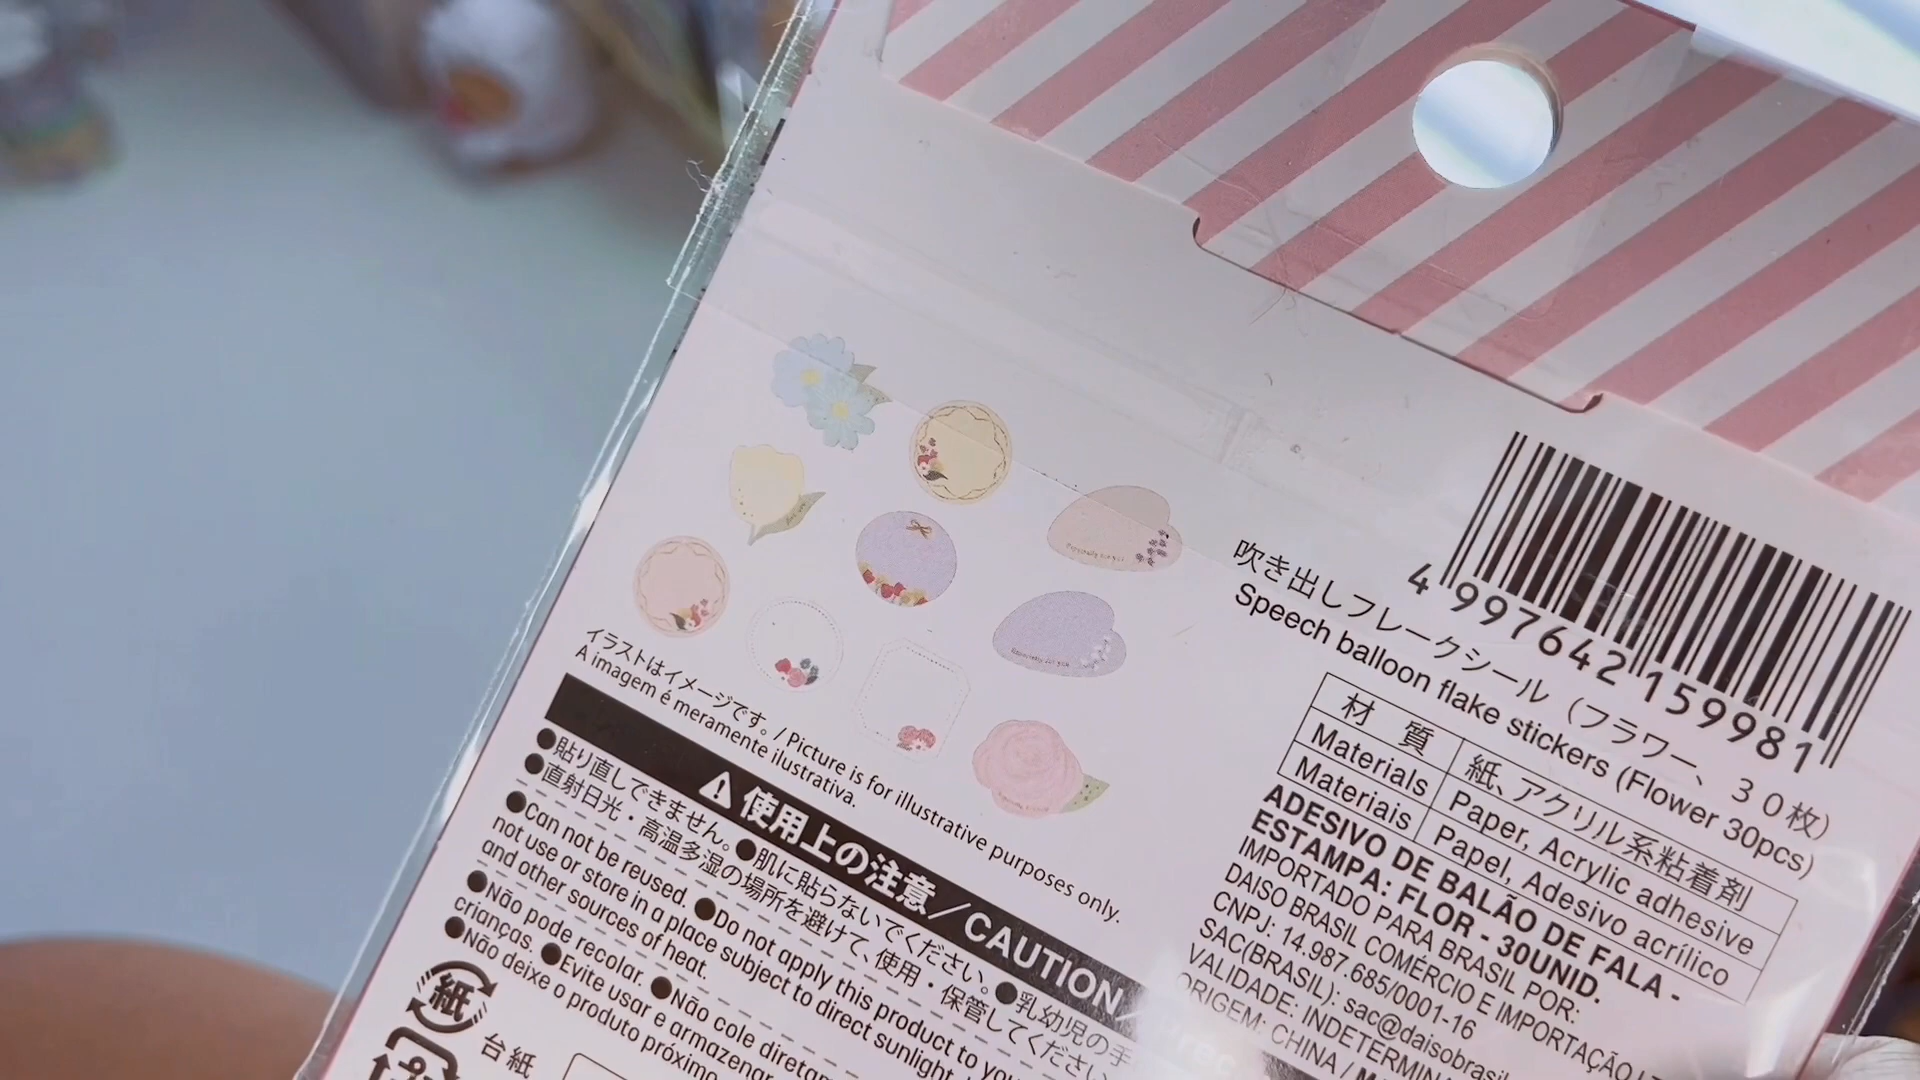 4 997642 159981
吹き出しフレークシール（フラワー、３０枚）
Speech balloon flake stickers (Flower 30pcs)
材質 紙、アクリル系粘着剤
Materials Paper, Acrylic adhesive
Materiais Papel, Adesivo acrílico
ADESIVO DE BALÃO DE FALA -
ESTAMPA: FLOR - 30UNID.
IMPORTADO PARA BRASIL POR:
DAISO BRASIL COMÉRCIO E IMPORTAÇÃO
CNPJ: 14.987.685/0001-16
SAC(BRASIL): sac@daisobrasil
VALIDADE:
ORIGEM: CHINA /
イラストはイメージです。/ Picture is for illustrative purposes only.
A imagem é meramente ilustrativa.
使用上の注意／CAUTION
●貼り直しできません。●肌に貼らないでください。●乳幼児の手
●直射日光・高温多湿の場所を避けて、使用・保管してください
●Can not be reused. ●Do not apply this product to
not use or store in a place subject to direct sunlight,
and other sources of heat.
●Não pode recolar. ●Não cole
crianças. ●Evite usar e armazenar
●Não deixe o produto próximo
紙
台紙